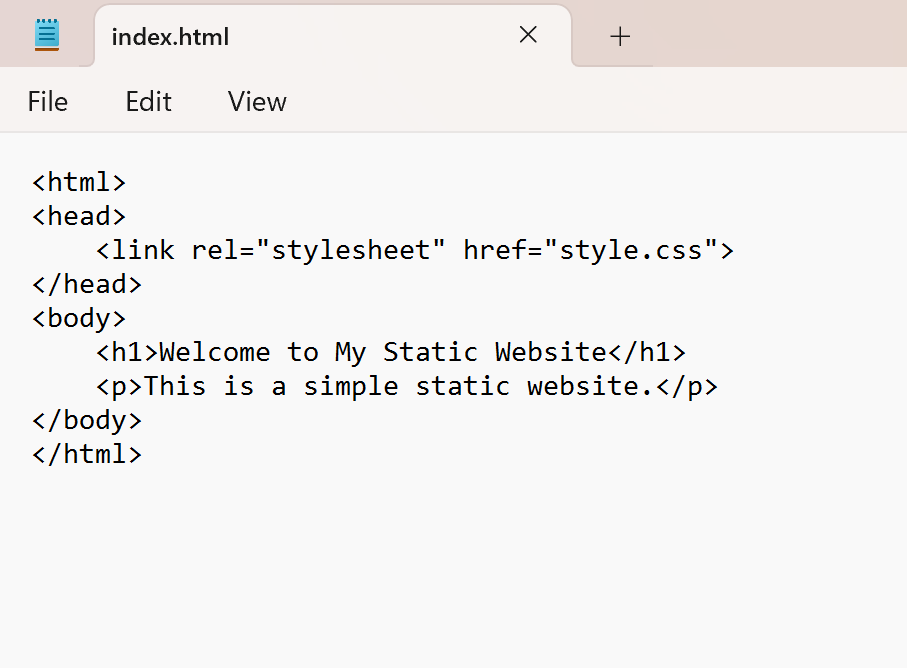 index.html
File Edit View
<html>
<head>
    <link rel="stylesheet" href="style.css">
</head>
<body>
    <h1>Welcome to My Static Website</h1>
    <p>This is a simple static website.</p>
</body>
</html>